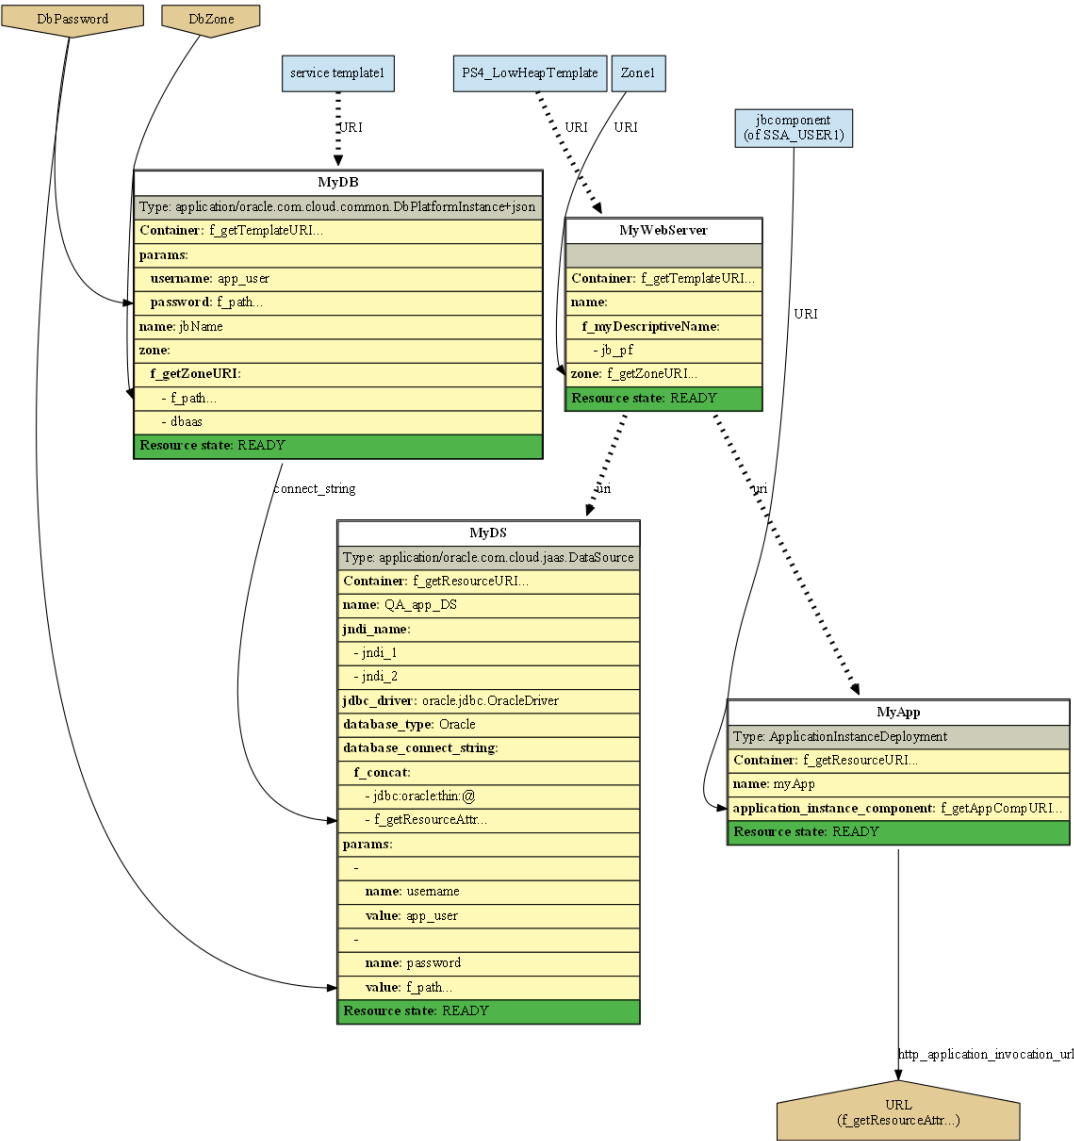 DbPassword
DbZone
service template1
PS4_LowHeapTemplate
Zone1
jbcomponent
(of SSA_USER1)
URI
URI
URI
MyDB
Type: application/oracle.com.cloud.common.DbPlatformInstance+json
Container: f_getTemplateURI...
params:
username: app_user
password: f_path...
name: jbName
zone:
f_getZoneURI:
- f_path...
- dbaas
Resource state: READY
MyWebServer
Container: f_getTemplateURI...
name:
f_myDescriptiveName:
- jb_pf
zone: f_getZoneURI...
Resource state: READY
URI
connect_string
uri
uri
MyDS
Type: application/oracle.com.cloud.jaas.DataSource
Container: f_getResourceURI...
name: QA_app_DS
jndi_name:
- jndi_1
- jndi_2
jdbc_driver: oracle.jdbc.OracleDriver
database_type: Oracle
database_connect_string:
f_concat:
- jdbc:oracle:thin:@
- f_getResourceAttr...
params:
-
name: username
value: app_user
-
name: password
value: f_path...
Resource state: READY
MyApp
Type: ApplicationInstanceDeployment
Container: f_getResourceURI...
name: myApp
application_instance_component: f_getAppCompURI...
Resource state: READY
http_application_invocation_url
URL
(f_getResourceAttr...)